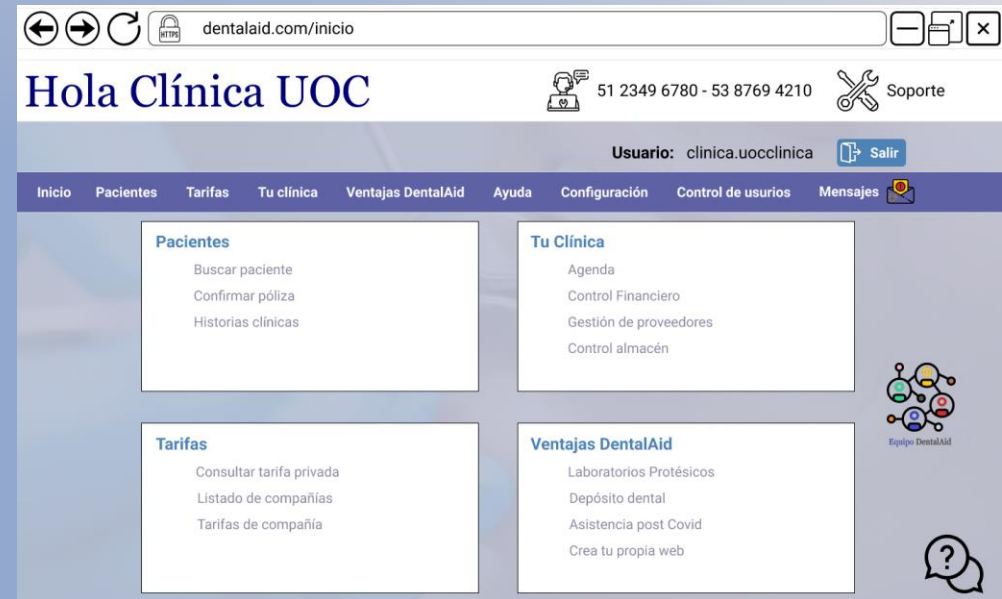 HTTPS dentalaid.com/inicio
Hola Clínica UOC
51 2349 6780 - 53 8769 4210
Soporte
Usuario: clinica.uocclinica
Salir
Inicio Pacientes Tarifas Tu clínica Ventajas DentalAid Ayuda Configuración Control de usurios Mensajes
Pacientes
Buscar paciente
Confirmar póliza
Historias clínicas
Tu Clínica
Agenda
Control Financiero
Gestión de proveedores
Control almacén
Tarifas
Consultar tarifa privada
Listado de compañías
Tarifas de compañía
Ventajas DentalAid
Laboratorios Protésicos
Depósito dental
Asistencia post Covid
Crea tu propia web
Equipo DentalAid
?